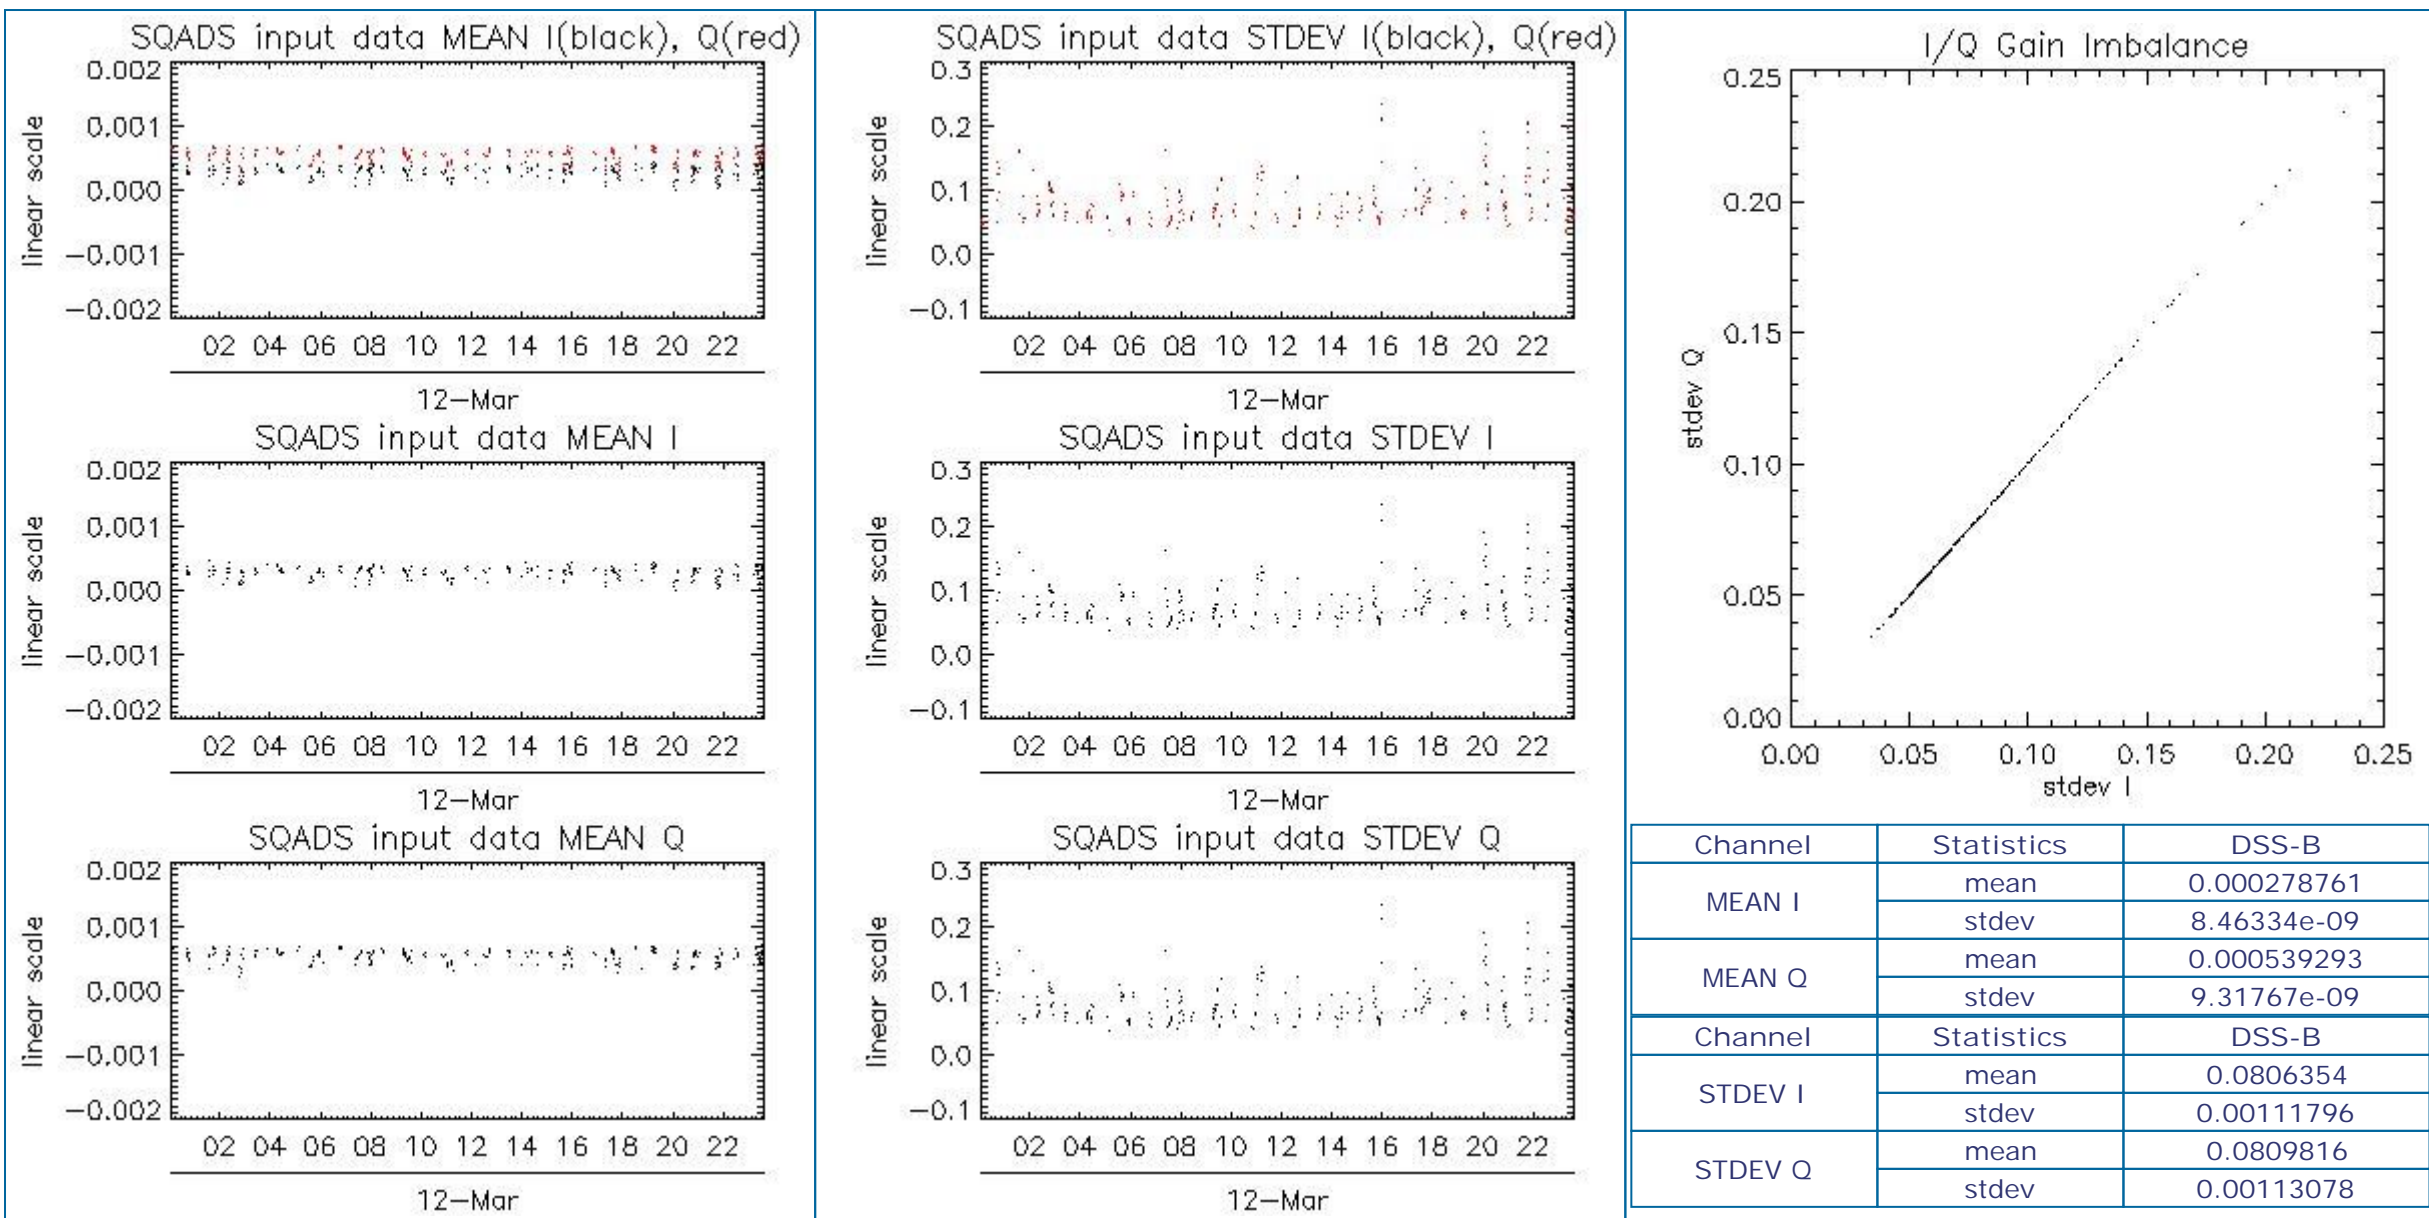 SQADS input data MEAN I(black), Q(red)
linear scale
0.002
0.001
0.000
−0.001
−0.002
02 04 06 08 10 12 14 16 18 20 22
12−Mar
SQADS input data MEAN I
linear scale
0.002
0.001
0.000
−0.001
−0.002
02 04 06 08 10 12 14 16 18 20 22
12−Mar
SQADS input data MEAN Q
linear scale
0.002
0.001
0.000
−0.001
−0.002
02 04 06 08 10 12 14 16 18 20 22
12−Mar
SQADS input data STDEV I(black), Q(red)
linear scale
0.3
0.2
0.1
0.0
−0.1
02 04 06 08 10 12 14 16 18 20 22
12−Mar
SQADS input data STDEV I
linear scale
0.3
0.2
0.1
0.0
−0.1
02 04 06 08 10 12 14 16 18 20 22
12−Mar
SQADS input data STDEV Q
linear scale
0.3
0.2
0.1
0.0
−0.1
02 04 06 08 10 12 14 16 18 20 22
12−Mar
I/Q Gain Imbalance
stdev Q
0.25
0.20
0.15
0.10
0.05
0.00
0.00 0.05 0.10 0.15 0.20 0.25
stdev I
Channel Statistics DSS-B
MEAN I mean 0.000278761
stdev 8.46334e-09
MEAN Q mean 0.000539293
stdev 9.31767e-09
Channel Statistics DSS-B
STDEV I mean 0.0806354
stdev 0.00111796
STDEV Q mean 0.0809816
stdev 0.00113078